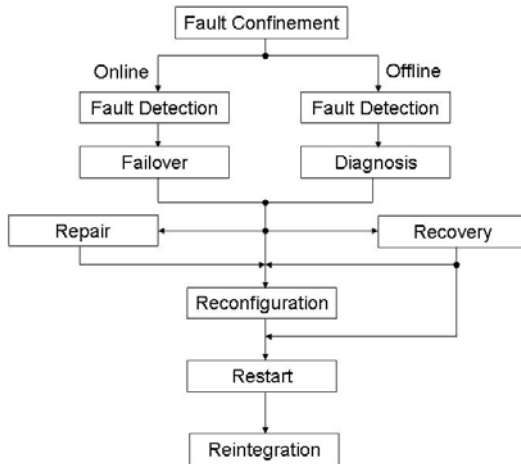 Fault Confinement
Online
Offline
Fault Detection
Fault Detection
Failover
Diagnosis
Repair
Recovery
Reconfiguration
Restart
Reintegration